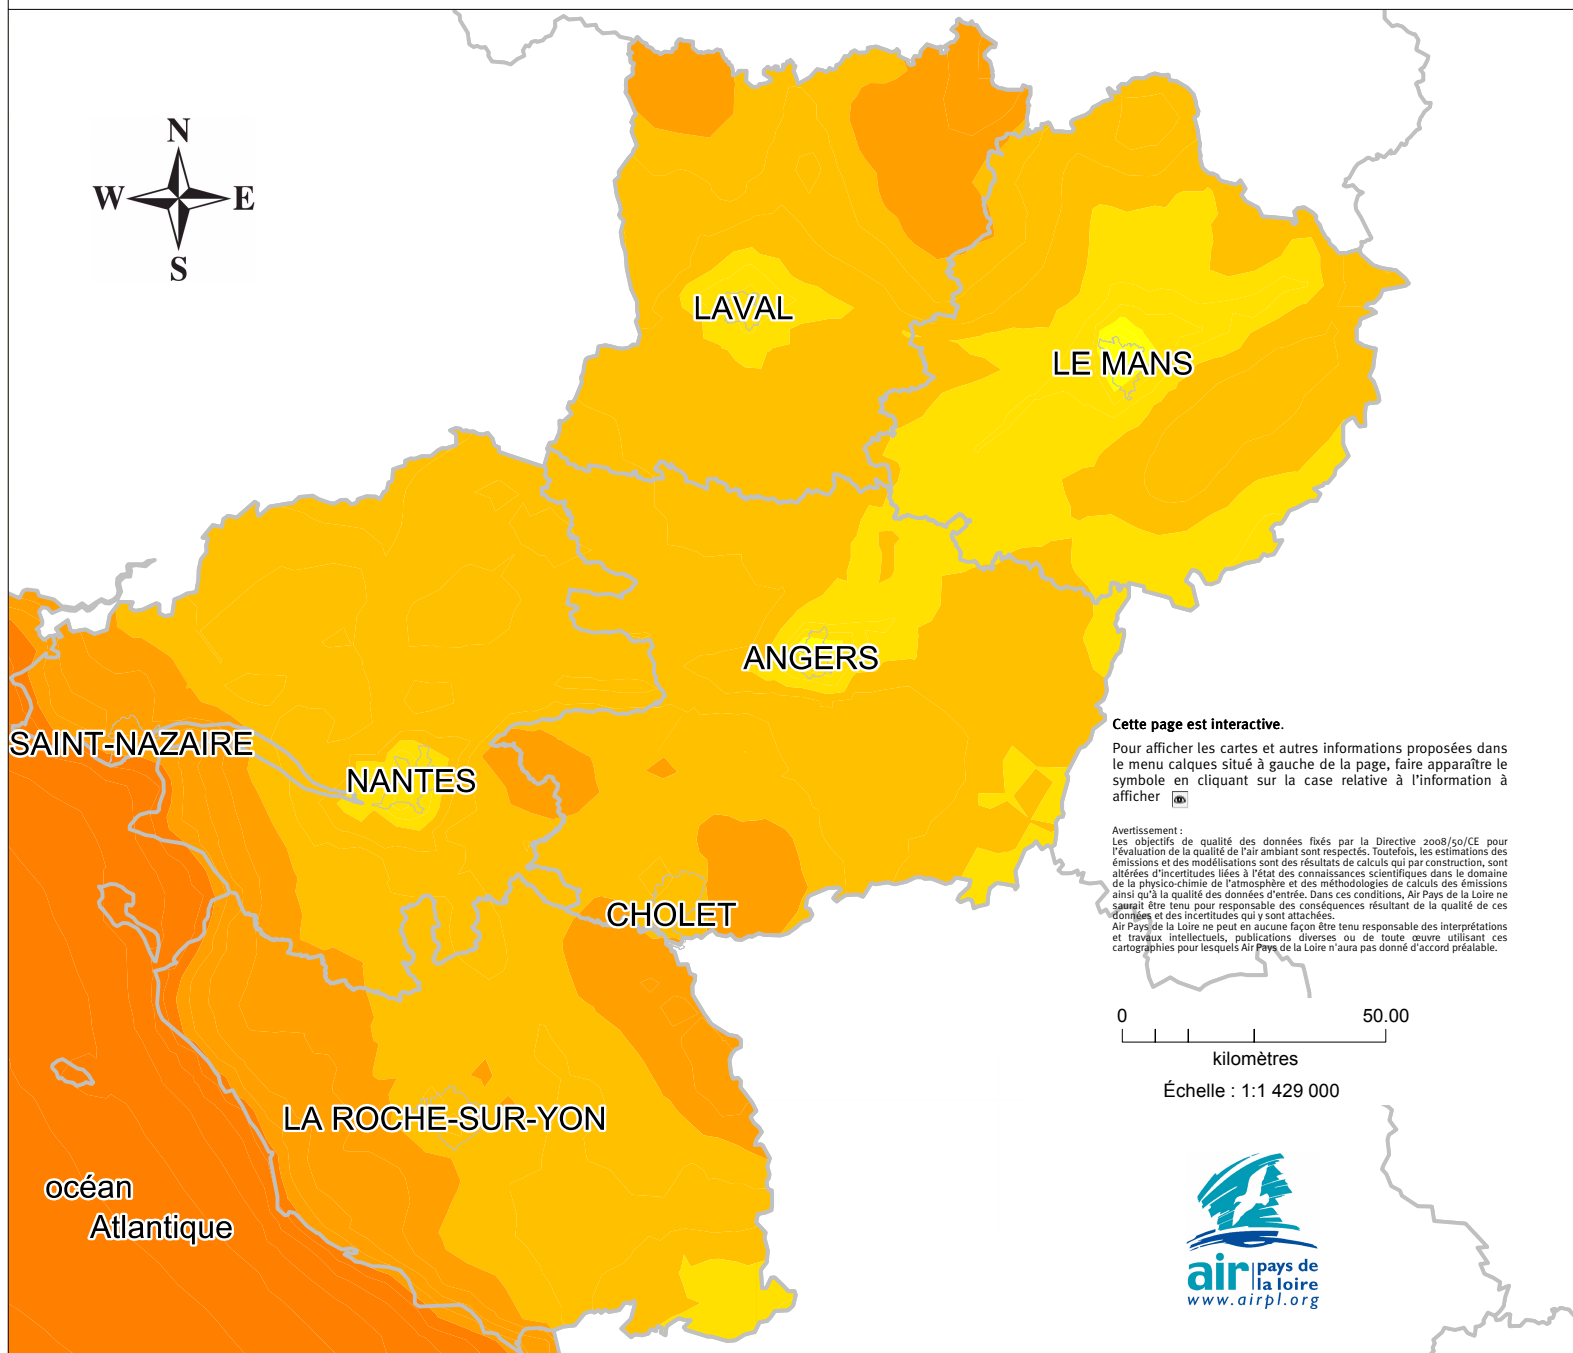 N
W E
S
LAVAL
LE MANS
ANGERS
SAINT-NAZAIRE
NANTES
CHOLET
LA ROCHE-SUR-YON
océan
Atlantique
Cette page est interactive.
Pour afficher les cartes et autres informations proposées dans
le menu calques situé à gauche de la page, faire apparaître le
symbole en cliquant sur la case relative à l'information à
afficher
Avertissement :
Les objectifs de qualité des données fixés par la Directive 2008/50/CE pour
l'évaluation de la qualité de l'air ambiant sont respectés. Toutefois, les estimations des
émissions et des modélisations sont des résultats de calculs qui par construction, sont
altérées d'incertitudes liées à l'état des connaissances scientifiques dans le domaine
de la physico-chimie de l'atmosphère et des méthodologies de calculs des émissions
ainsi qu'à la qualité des données d'entrée. Dans ces conditions, Air Pays de la Loire ne
saurait être tenu pour responsable des conséquences résultant de la qualité de ces
données et des incertitudes qui y sont attachées.
Air Pays de la Loire ne peut en aucune façon être tenu responsable des interprétations
et travaux intellectuels, publications diverses ou de toute œuvre utilisant ces
cartographies pour lesquels Air Pays de la Loire n'aura pas donné d'accord préalable.
0 50.00
kilomètres
Échelle : 1:1 429 000
air pays de
la loire
www.airpl.org